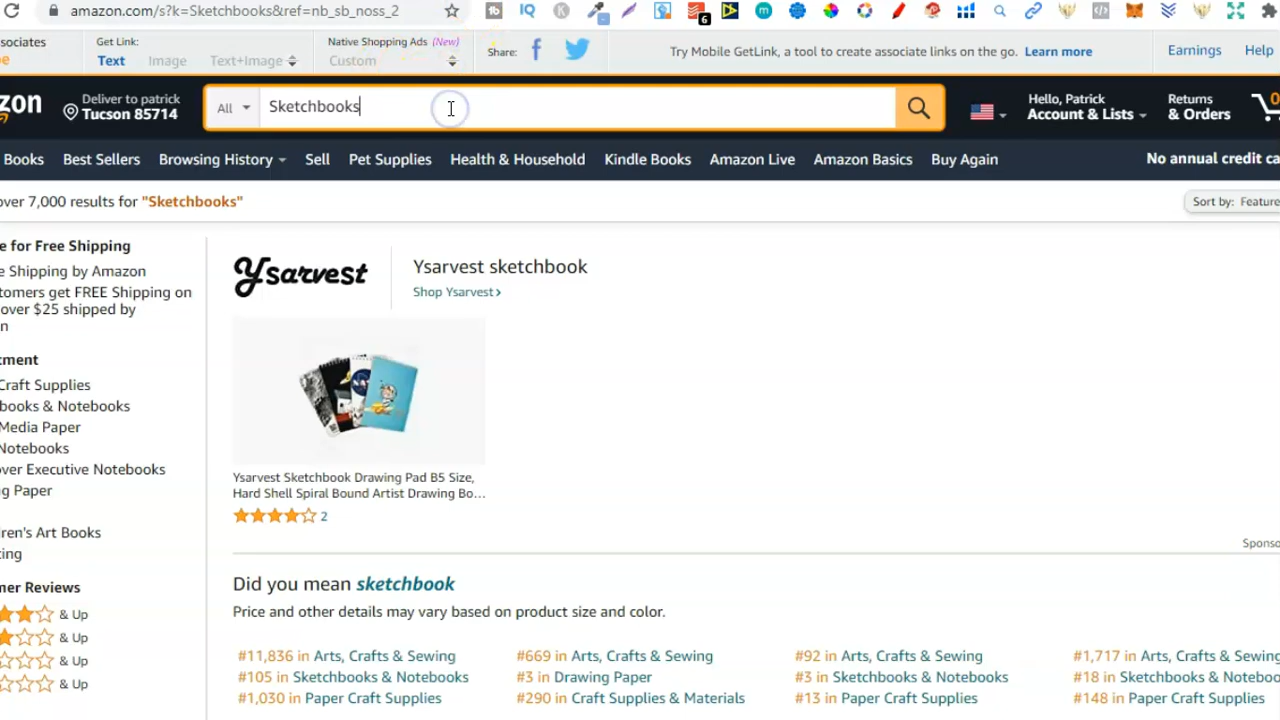 amazon.com/s?k=Sketchbooks&ref=nb_sb_noss_2
IQ
K
6
m
sociates
Get Link:
Text Image Text+Image
Native Shopping Ads (New)
Custom
Share:
Try Mobile GetLink, a tool to create associate links on the go. Learn more
Earnings Help
zon
Deliver to patrick
Tucson 85714
All Sketchbooks
Hello, Patrick
Account & Lists
Returns
& Orders
0
Books Best Sellers Browsing History Sell Pet Supplies Health & Household Kindle Books Amazon Live Amazon Basics Buy Again
No annual credit ca
over 7,000 results for "Sketchbooks"
Sort by: Feature
e for Free Shipping
e Shipping by Amazon
tomers get FREE Shipping on
over $25 shipped by
n
tment
Craft Supplies
books & Notebooks
Media Paper
Notebooks
over Executive Notebooks
ng Paper
ren's Art Books
ing
mer Reviews
& Up
& Up
& Up
& Up
Ysarvest
Ysarvest sketchbook
Shop Ysarvest ›
Ysarvest Sketchbook Drawing Pad B5 Size,
Hard Shell Spiral Bound Artist Drawing Bo...
2
Sponso
Did you mean sketchbook
Price and other details may vary based on product size and color.
#11,836 in Arts, Crafts & Sewing
#105 in Sketchbooks & Notebooks
#1,030 in Paper Craft Supplies
#669 in Arts, Crafts & Sewing
#3 in Drawing Paper
#290 in Craft Supplies & Materials
#92 in Arts, Crafts & Sewing
#3 in Sketchbooks & Notebooks
#13 in Paper Craft Supplies
#1,717 in Arts, Crafts & Sewing
#18 in Sketchbooks & Noteboo
#148 in Paper Craft Supplies